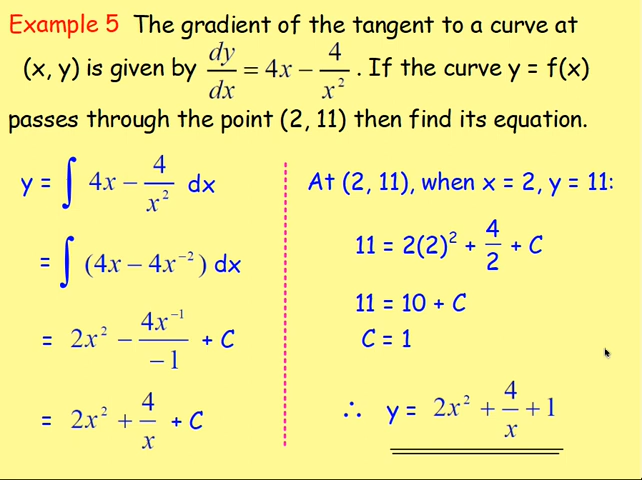 Example 5 The gradient of the tangent to a curve at
(x, y) is given by dy/dx = 4x − 4/x². If the curve y = f(x)
passes through the point (2, 11) then find its equation.
y = ∫ 4x − 4/x² dx
= ∫ (4x − 4x⁻²) dx
= 2x² − 4x⁻¹/−1 + C
= 2x² + 4/x + C
At (2, 11), when x = 2, y = 11:
11 = 2(2)² + 4/2 + C
11 = 10 + C
C = 1
∴ y = 2x² + 4/x + 1